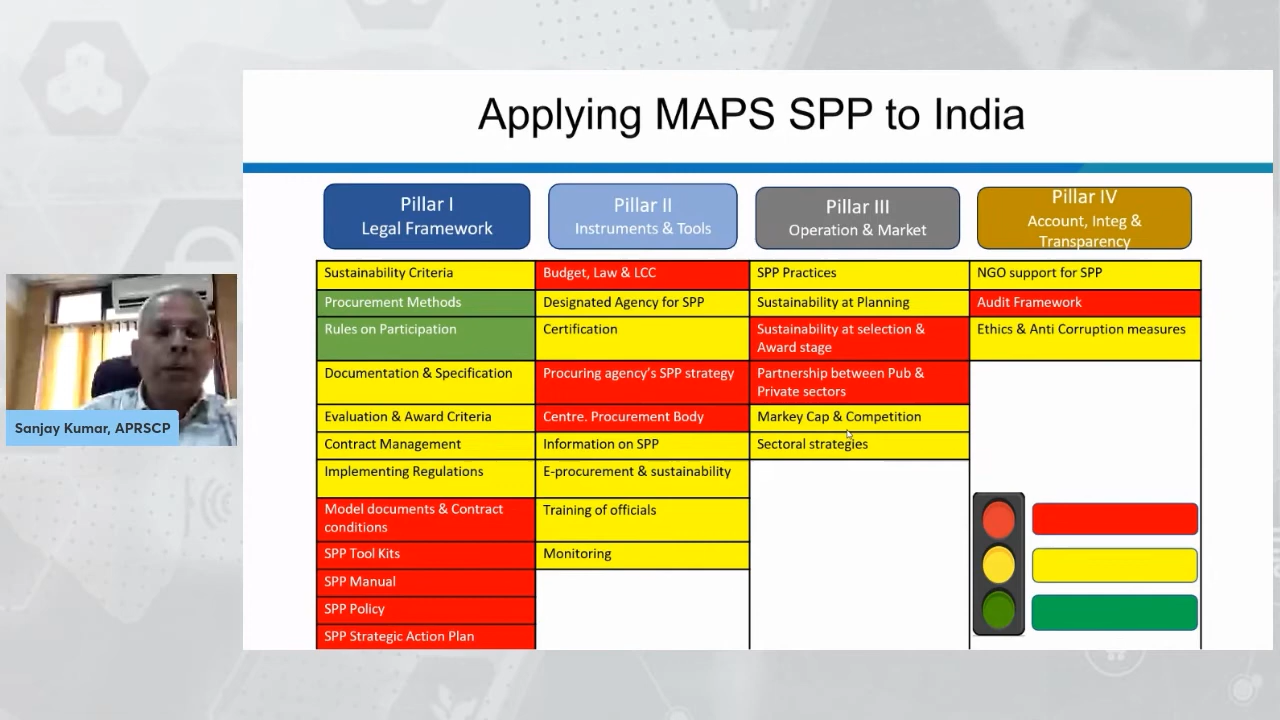 Applying MAPS SPP to India
Pillar I
Legal Framework
Pillar II
Instruments & Tools
Pillar III
Operation & Market
Pillar IV
Account, Integ &
Transparency
Sustainability Criteria
Budget, Law & LCC
SPP Practices
NGO support for SPP
Procurement Methods
Designated Agency for SPP
Sustainability at Planning
Audit Framework
Rules on Participation
Certification
Sustainability at selection &
Award stage
Ethics & Anti Corruption measures
Documentation & Specification
Procuring agency's SPP strategy
Partnership between Pub &
Private sectors
Evaluation & Award Criteria
Centre. Procurement Body
Markey Cap & Competition
Contract Management
Information on SPP
Sectoral strategies
Implementing Regulations
E-procurement & sustainability
Model documents & Contract
conditions
Training of officials
SPP Tool Kits
Monitoring
SPP Manual
SPP Policy
SPP Strategic Action Plan
Sanjay Kumar, APRSCP